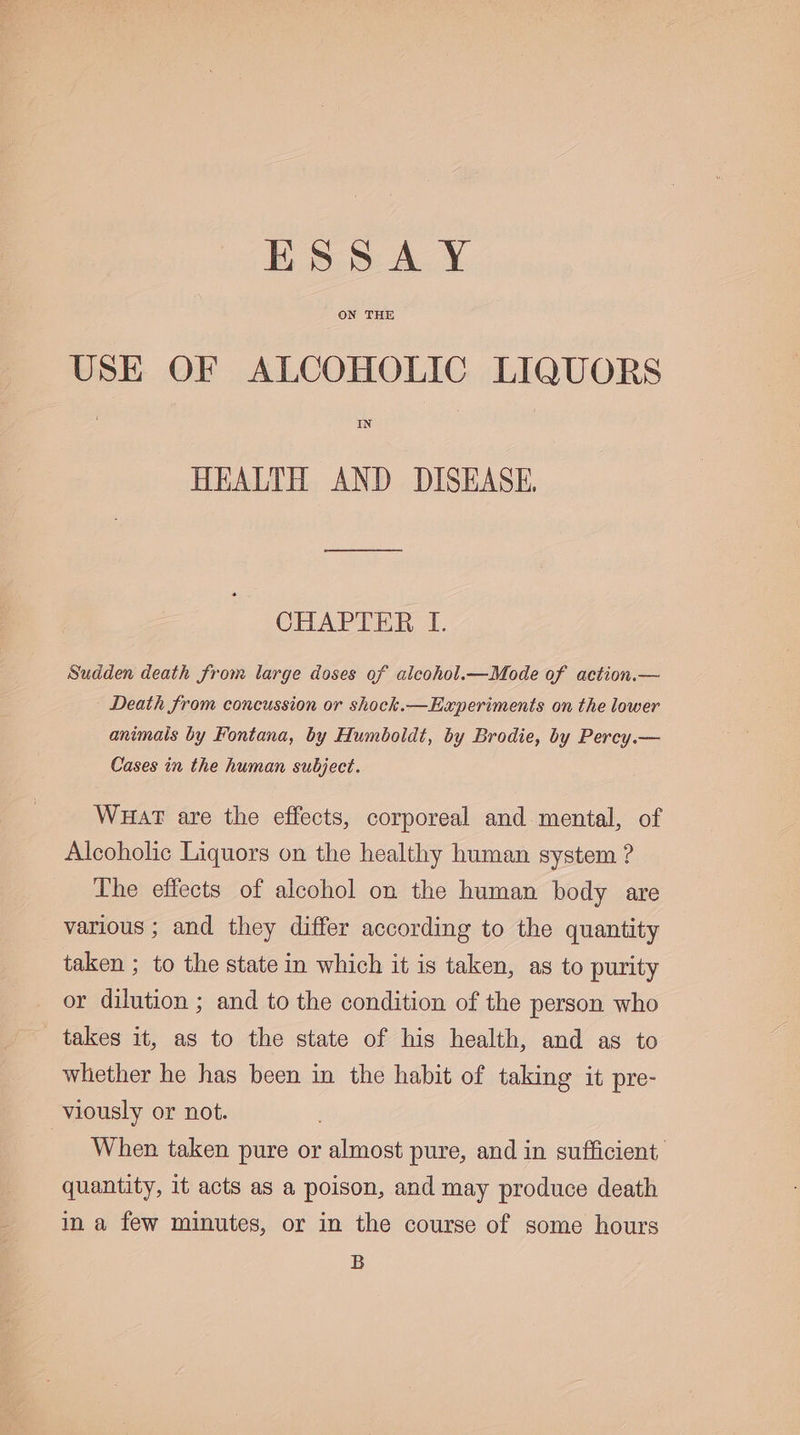 ESSAY
ON THE
USE OF ALCOHOLIC LIQUORS
IN
HEALTH AND DISEASE.
CHAPTER I.
Sudden death from large doses of alcohol.—Mode of action.—
Death from concussion or shock.—Experiments on the lower
animals by Fontana, by Humboldt, by Brodie, by Percy.—
Cases in the human subject.
WHAT are the effects, corporeal and mental, of
Alcoholic Liquors on the healthy human system ?
The effects of alcohol on the human body are
various ; and they differ according to the quantity
taken ; to the state in which it is taken, as to purity
or dilution ; and to the condition of the person who
takes it, as to the state of his health, and as to
whether he has been in the habit of taking it pre-
viously or not.
When taken pure or almost pure, and in sufficient
quantity, it acts as a poison, and may produce death
in a few minutes, or in the course of some hours
B